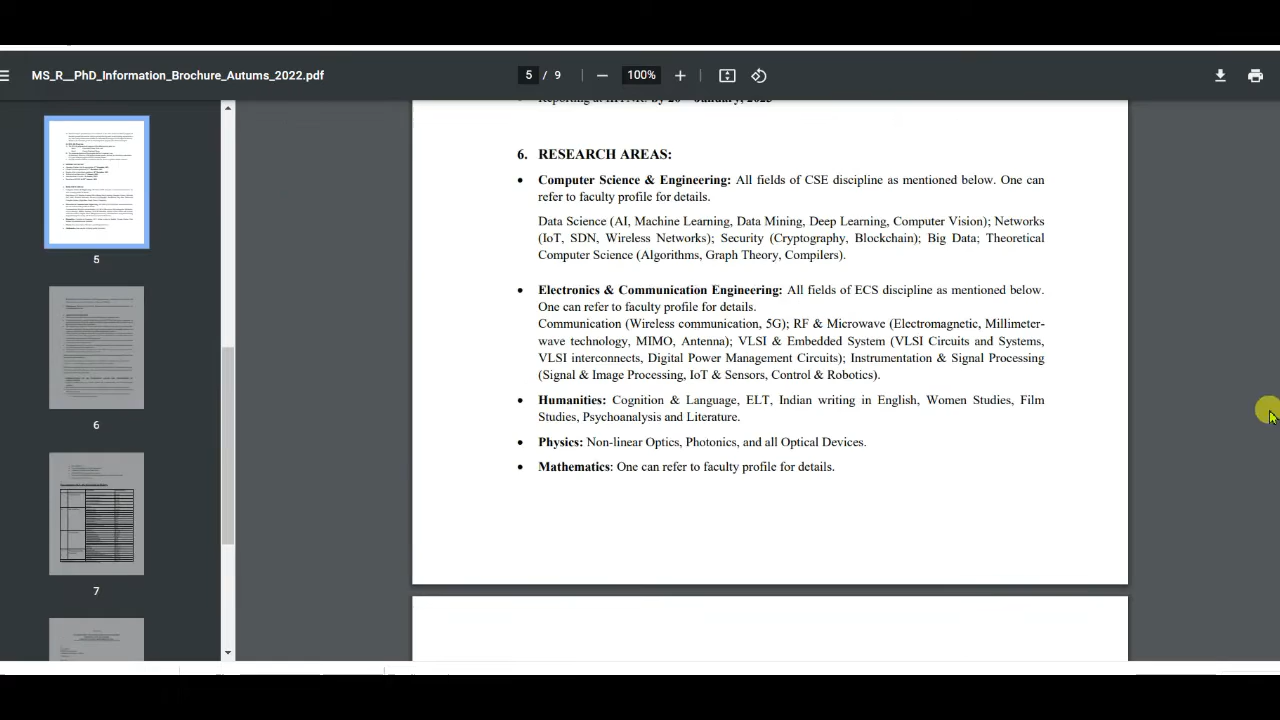 MS_R__PhD_Information_Brochure_Autums_2022.pdf
5 / 9
100%
6. RESEARCH AREAS:
• Computer Science & Engineering: All fields of CSE discipline as mentioned below. One can
refer to faculty profile for details.
Data Science (AI, Machine Learning, Data Mining, Deep Learning, Computer Vision); Networks
(IoT, SDN, Wireless Networks); Security (Cryptography, Blockchain); Big Data; Theoretical
Computer Science (Algorithms, Graph Theory, Compilers).
• Electronics & Communication Engineering: All fields of ECS discipline as mentioned below.
One can refer to faculty profile for details.
Communication (Wireless communication, 5G); RF & Microwave (Electromagnetic, Millimeter-
wave technology, MIMO, Antenna); VLSI & Embedded System (VLSI Circuits and Systems,
VLSI interconnects, Digital Power Management Circuits); Instrumentation & Signal Processing
(Signal & Image Processing, IoT & Sensors, Control & Robotics).
• Humanities: Cognition & Language, ELT, Indian writing in English, Women Studies, Film
Studies, Psychoanalysis and Literature.
• Physics: Non-linear Optics, Photonics, and all Optical Devices.
• Mathematics: One can refer to faculty profile for details.
5
6
7